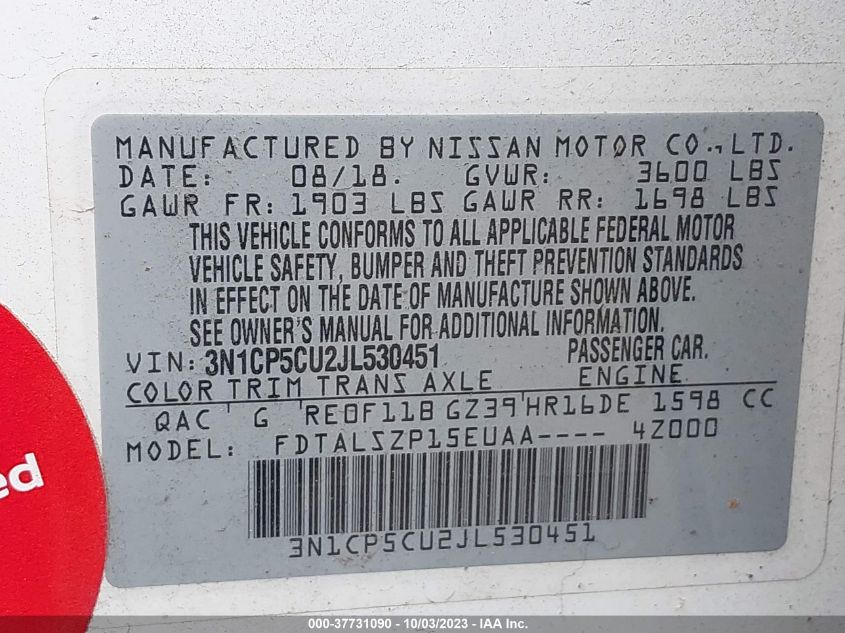 MANUFACTURED BY NISSAN MOTOR CO., LTD.
DATE: 08/18. GVWR: 3600 LBS
GAWR FR: 1903 LBS GAWR RR: 1698 LBS
THIS VEHICLE CONFORMS TO ALL APPLICABLE FEDERAL MOTOR
VEHICLE SAFETY, BUMPER AND THEFT PREVENTION STANDARDS
IN EFFECT ON THE DATE OF MANUFACTURE SHOWN ABOVE.
SEE OWNER'S MANUAL FOR ADDITIONAL INFORMATION.
VIN: 3N1CP5CU2JL530451 PASSENGER CAR.
COLOR TRIM TRANS AXLE ENGINE
QAC G RE0F11B GZ39 HR16DE 1598 CC
MODEL: FDTALSZP15EUAA---- 4Z000
3N1CP5CU2JL530451
ed
000-37731090 - 10/03/2023 - IAA Inc.